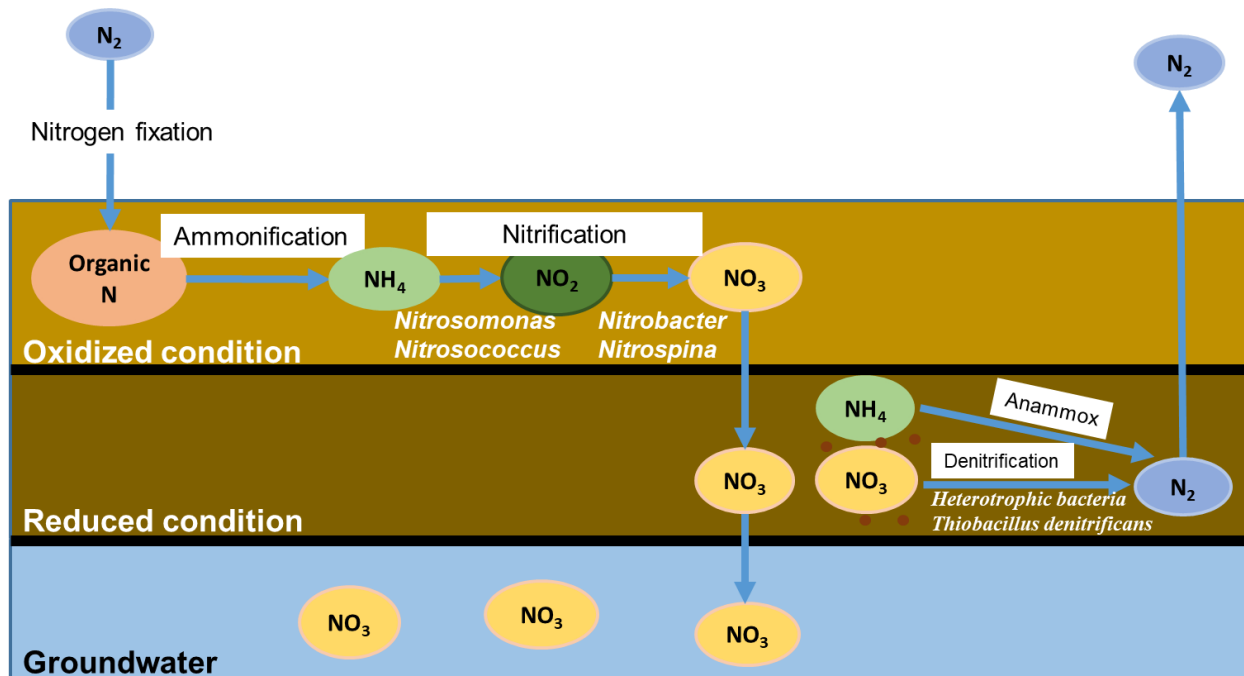 N₂
N₂
Nitrogen fixation
Ammonification
Nitrification
Organic
N
NH₄
NO₂
NO₃
Nitrosomonas
Nitrosococcus
Nitrobacter
Nitrospina
Oxidized condition
NH₄
Anammox
NO₃
NO₃
Denitrification
N₂
Heterotrophic bacteria
Thiobacillus denitrificans
Reduced condition
NO₃
NO₃
NO₃
Groundwater